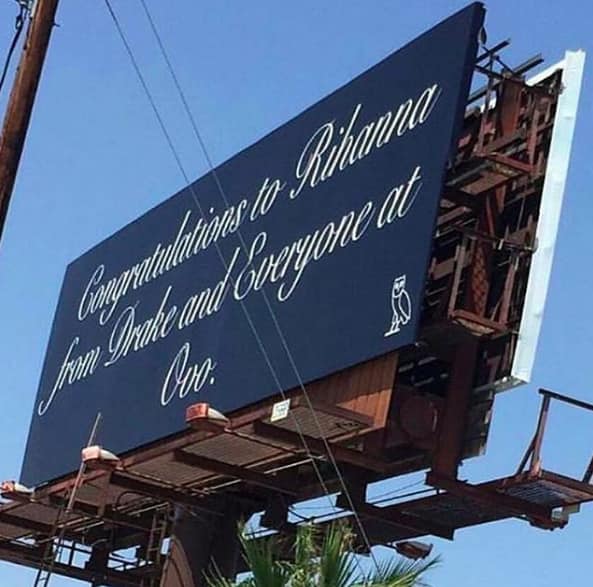 Congratulations to Rihanna
from Drake and Everyone at
Ovo.